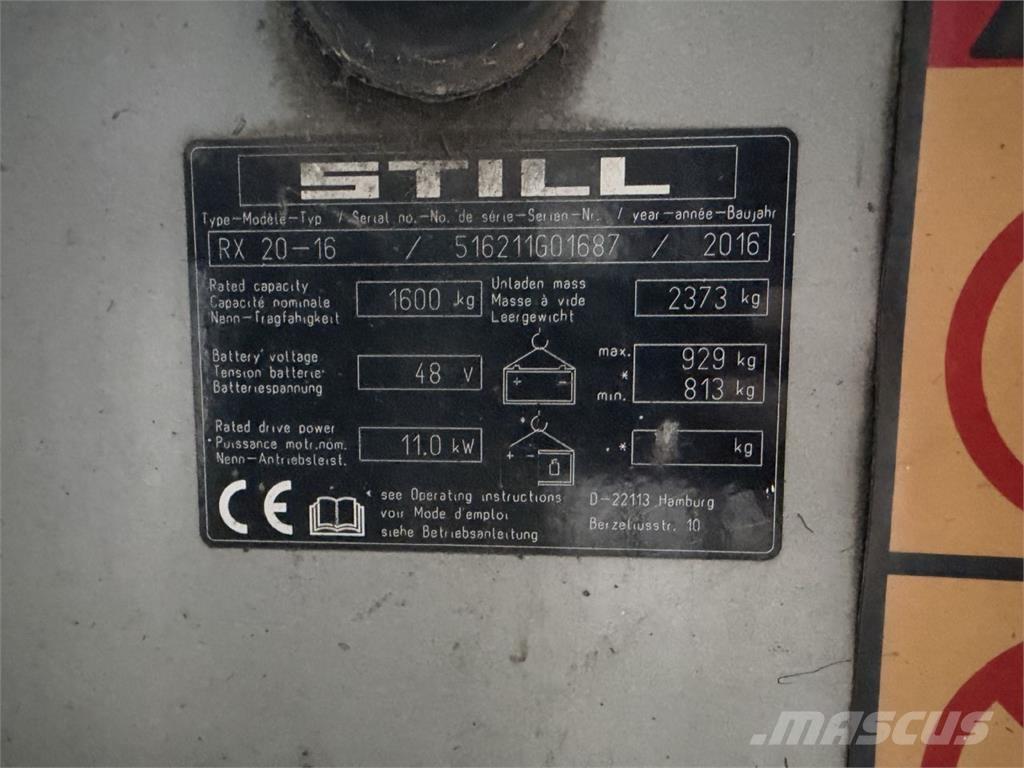 STILL
Type-Modèle-Typ / Serial no.-No. de série-Serien-Nr. / year-année-Baujahr
RX 20-16 / 516211G01687 / 2016
Rated capacity
Capacité nominale
Nenn-Tragfähigkeit
1600 kg
Unladen mass
Masse à vide
Leergewicht
2373 kg
Battery voltage
Tension batterie
Batteriespannung
48 V
+ -
max.
*
min.
929 kg
813 kg
Rated drive power
Puissance motr.nom.
Nenn-Antriebsleist.
11.0 kW
+ -
* kg
CE
see Operating instructions
voir Mode d'emploi
siehe Betriebsanleitung
D-22113 Hamburg
Berzeliusstr. 10
MASCUS